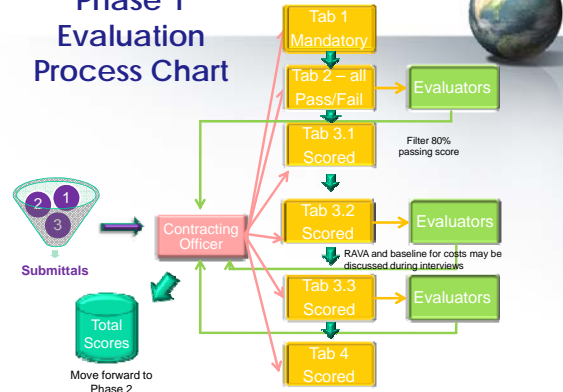 Phase 1
Evaluation
Process Chart
Tab 1
Mandatory
Tab 2 – all
Pass/Fail
Evaluators
Tab 3.1
Scored
Filter 80%
passing score
2
1
3
Submittals
Contracting
Officer
Tab 3.2
Scored
Evaluators
RAVA and baseline for costs may be
discussed during interviews
Tab 3.3
Scored
Evaluators
Total
Scores
Move forward to
Phase 2
Tab 4
Scored